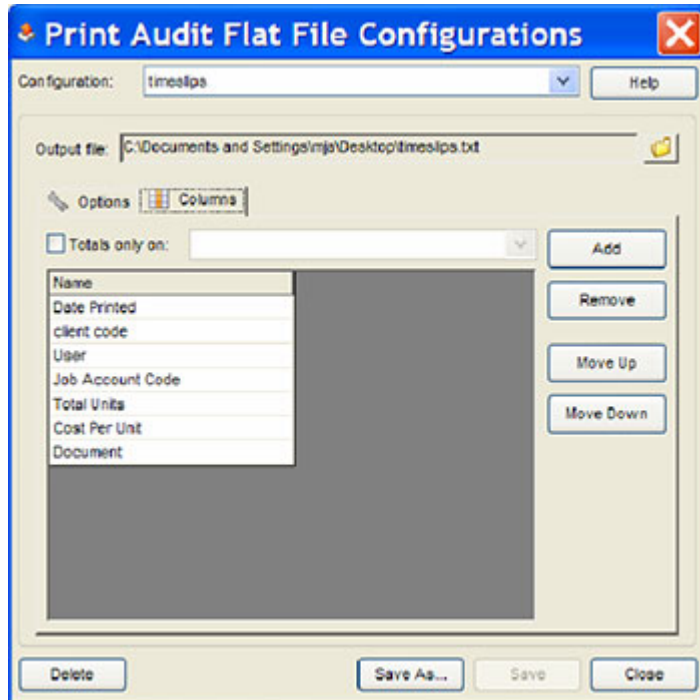 Print Audit Flat File Configurations
Configuration: timeslips Help
Output file: C:\Documents and Settings\mja\Desktop\timeslips.txt
Options Columns
Totals only on: Add
Name
Date Printed Remove
client code
User
Job Account Code Move Up
Total Units
Cost Per Unit Move Down
Document
Delete Save As... Save Close